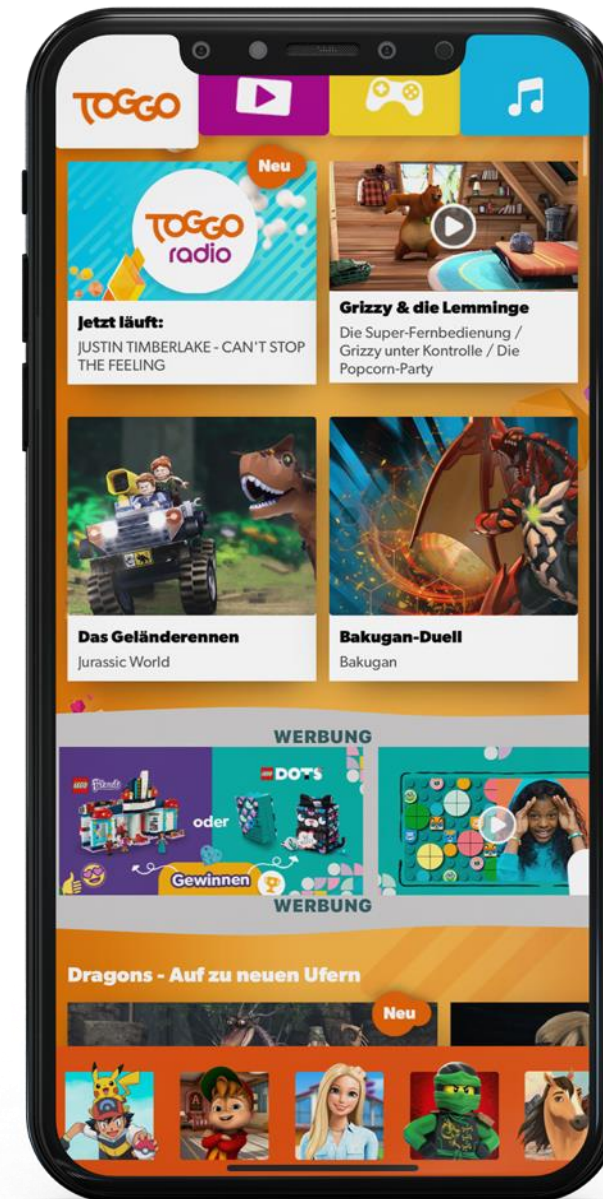 TOGGO
Neu
TOGGO
radio
Jetzt läuft:
JUSTIN TIMBERLAKE - CAN'T STOP
THE FEELING
Grizzy & die Lemminge
Die Super-Fernbedienung /
Grizzy unter Kontrolle / Die
Popcorn-Party
Das Geländerennen
Jurassic World
Bakugan-Duell
Bakugan
WERBUNG
LEGO Friends
LEGO DOTS
oder
Gewinnen
WERBUNG
Dragons - Auf zu neuen Ufern
Neu